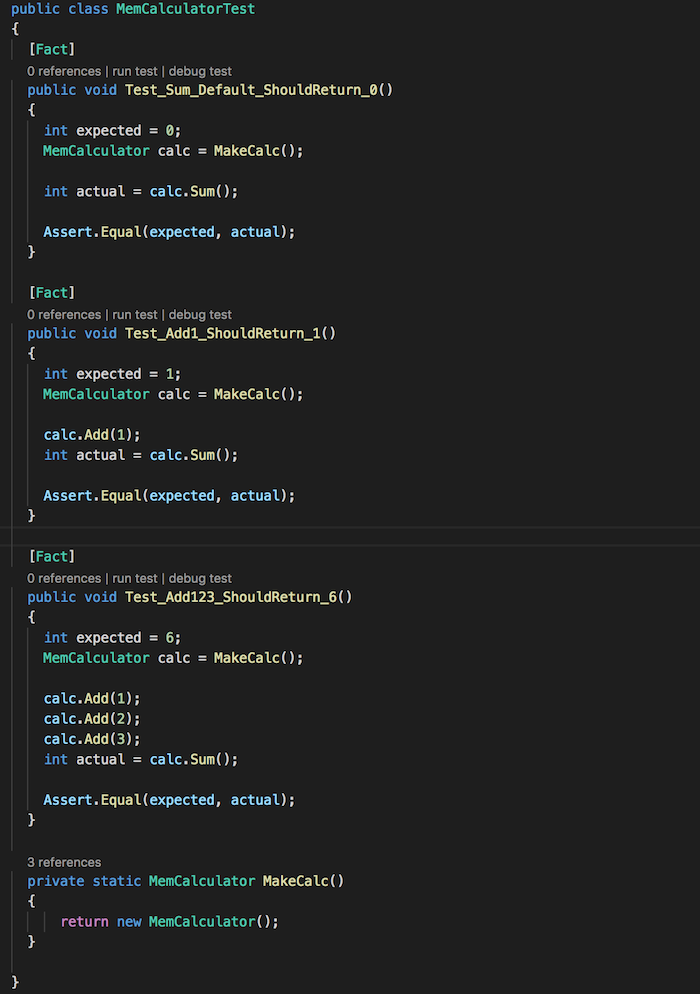 public class MemCalculatorTest
{
[Fact]
0 references | run test | debug test
public void Test_Sum_Default_ShouldReturn_0()
{
int expected = 0;
MemCalculator calc = MakeCalc();
int actual = calc.Sum();
Assert.Equal(expected, actual);
}
[Fact]
0 references | run test | debug test
public void Test_Add1_ShouldReturn_1()
{
int expected = 1;
MemCalculator calc = MakeCalc();
calc.Add(1);
int actual = calc.Sum();
Assert.Equal(expected, actual);
}
[Fact]
0 references | run test | debug test
public void Test_Add123_ShouldReturn_6()
{
int expected = 6;
MemCalculator calc = MakeCalc();
calc.Add(1);
calc.Add(2);
calc.Add(3);
int actual = calc.Sum();
Assert.Equal(expected, actual);
}
3 references
private static MemCalculator MakeCalc()
{
return new MemCalculator();
}
}